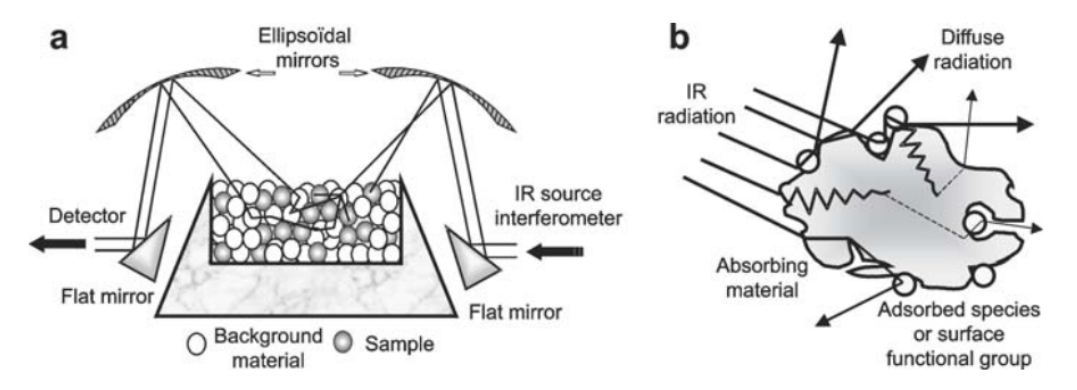 a
Ellipsoïdal
mirrors
Detector
IR source
interferometer
Flat mirror
Flat mirror
Background
material
Sample
b
Diffuse
radiation
IR
radiation
Absorbing
material
Adsorbed species
or surface
functional group